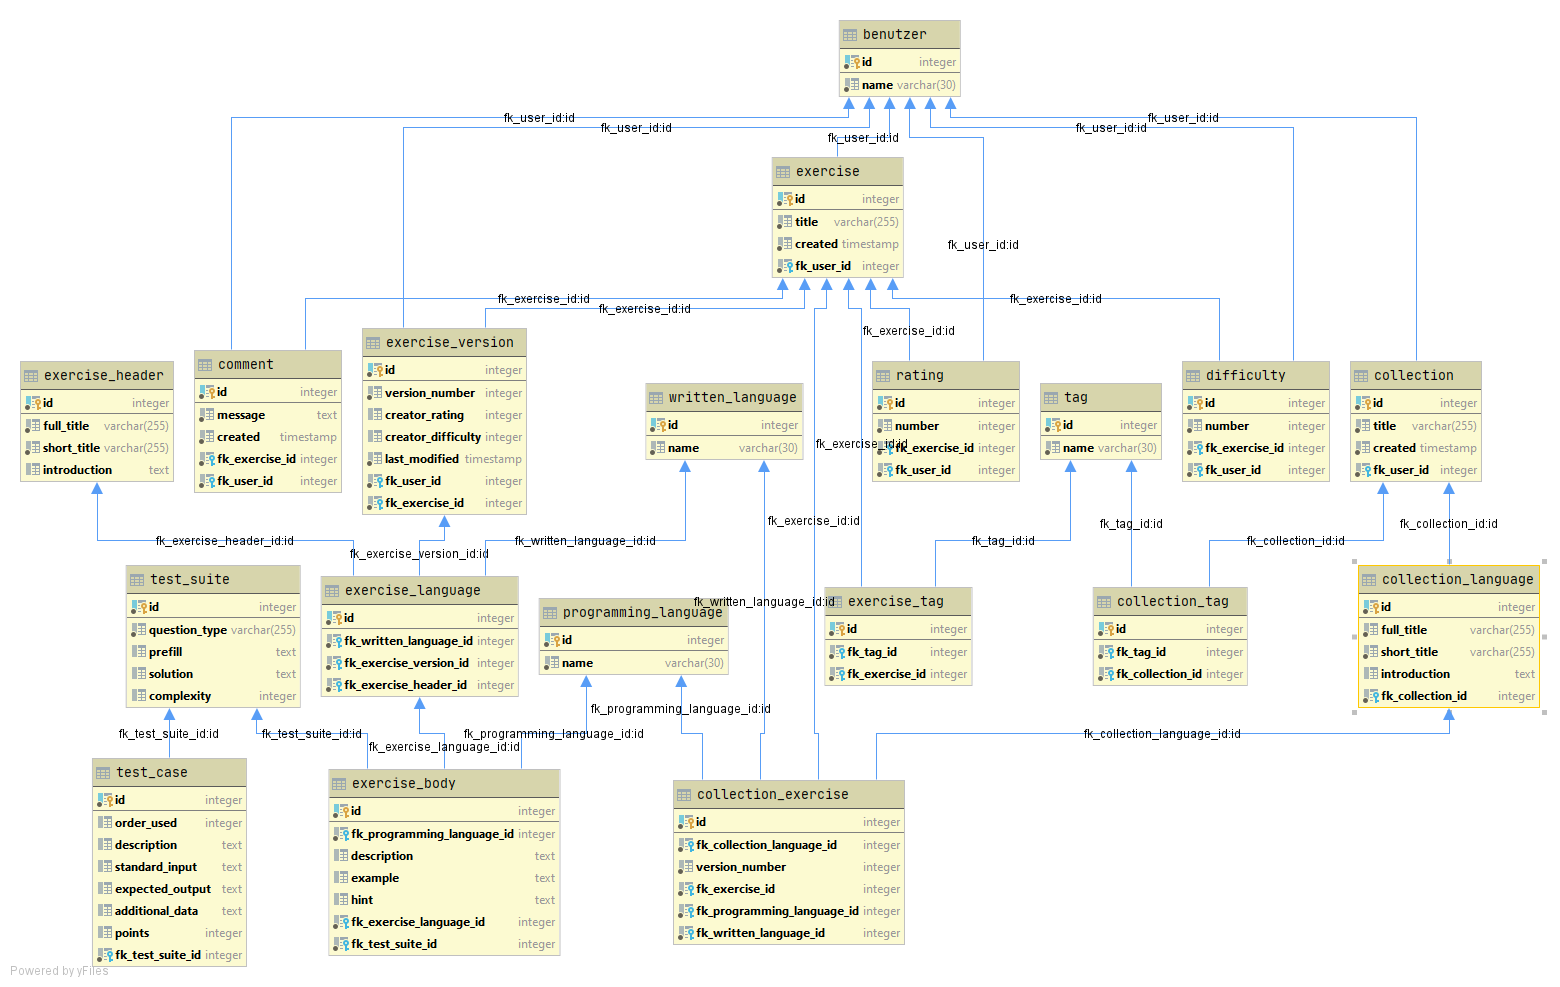 benutzer
id integer
name varchar(30)
fk_user_id:id
fk_user_id:id
fk_user_id:id
fk_user_id:id
fk_user_id:id
exercise
id integer
title varchar(255)
created timestamp
fk_user_id integer
fk_user_id:id
fk_exercise_id:id
fk_exercise_id:id
fk_exercise_id:id
fk_exercise_id:id
exercise_header
id integer
full_title varchar(255)
short_title varchar(255)
introduction text
comment
id integer
message text
created timestamp
fk_exercise_id integer
fk_user_id integer
exercise_version
id integer
version_number integer
creator_rating integer
creator_difficulty integer
last_modified timestamp
fk_user_id integer
fk_exercise_id integer
written_language
id integer
name varchar(30)
rating
id integer
number integer
fk_exercise_id integer
fk_user_id integer
fk_exercise_id:id
tag
id integer
name varchar(30)
difficulty
id integer
number integer
fk_exercise_id integer
fk_user_id integer
collection
id integer
title varchar(255)
created timestamp
fk_user_id integer
fk_exercise_header_id:id
fk_exercise_version_id:id
fk_written_language_id:id
fk_exercise_id:id
fk_tag_id:id
fk_tag_id:id
fk_collection_id:id
fk_collection_id:id
test_suite
id integer
question_type varchar(255)
prefill text
solution text
complexity integer
exercise_language
id integer
fk_written_language_id integer
fk_exercise_version_id integer
fk_exercise_header_id integer
programming_language
id integer
name varchar(30)
fk_written_language_id:id
exercise_tag
id integer
fk_tag_id integer
fk_exercise_id integer
collection_tag
id integer
fk_tag_id integer
fk_collection_id integer
collection_language
id integer
full_title varchar(255)
short_title varchar(255)
introduction text
fk_collection_id integer
fk_test_suite_id:id
fk_test_suite_id:id
fk_exercise_language_id:id
fk_programming_language_id:id
fk_programming_language_id:id
fk_collection_language_id:id
test_case
id integer
order_used integer
description text
standard_input text
expected_output text
additional_data text
points integer
fk_test_suite_id integer
exercise_body
id integer
fk_programming_language_id integer
description text
example text
hint text
fk_exercise_language_id integer
fk_test_suite_id integer
collection_exercise
id integer
fk_collection_language_id integer
version_number integer
fk_exercise_id integer
fk_programming_language_id integer
fk_written_language_id integer
Powered by yFiles